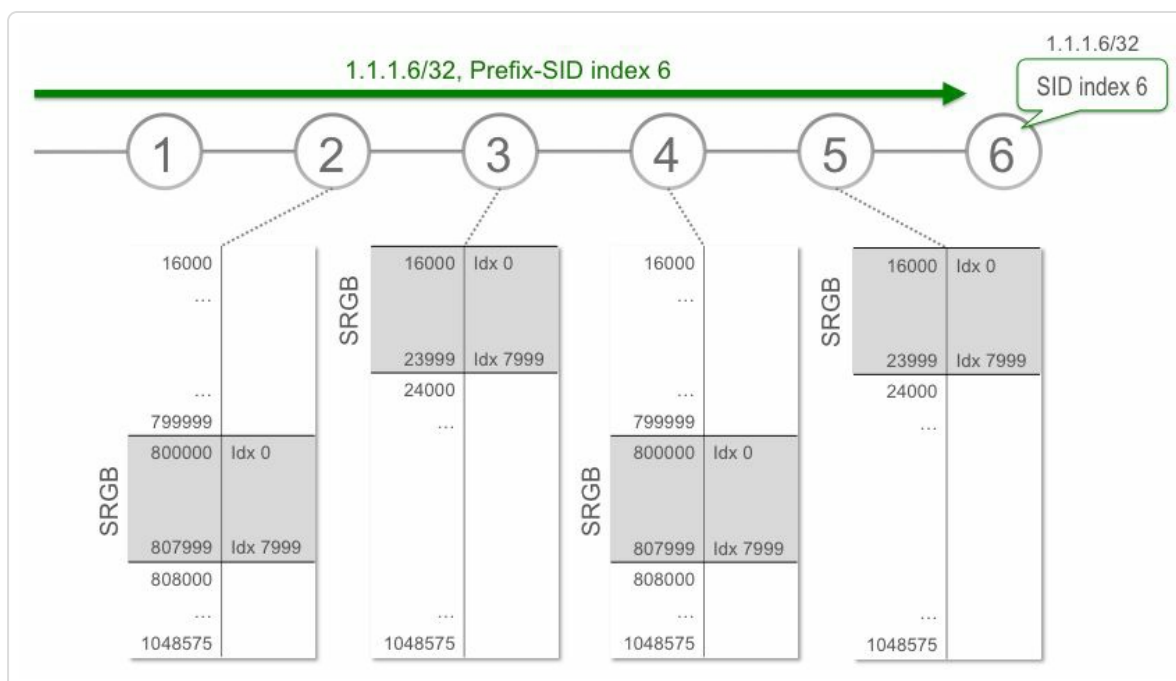 1.1.1.6/32
1.1.1.6/32, Prefix-SID index 6
SID index 6
1
2
3
4
5
6
SRGB
16000
...
...
799999
800000 Idx 0
807999 Idx 7999
808000
...
1048575
SRGB
16000 Idx 0
23999 Idx 7999
24000
...
...
1048575
SRGB
16000
...
...
799999
800000 Idx 0
807999 Idx 7999
808000
...
1048575
SRGB
16000 Idx 0
23999 Idx 7999
24000
...
...
1048575